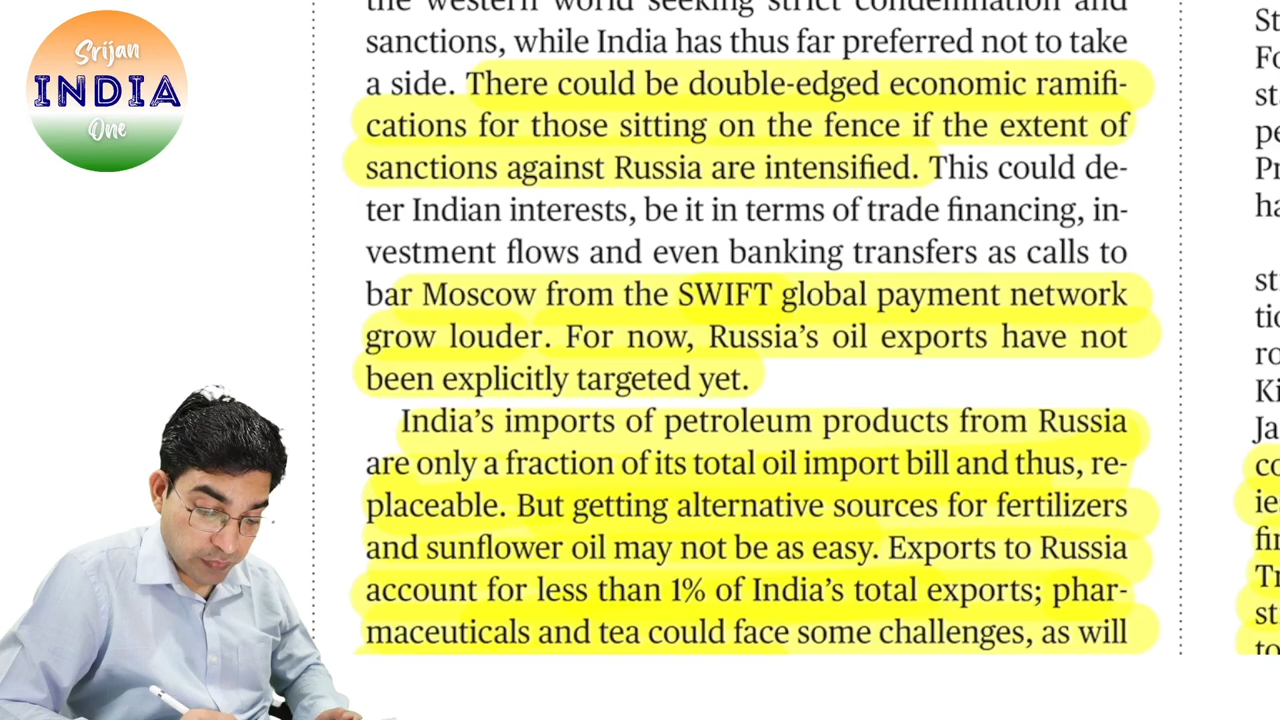 Srijan
INDIA
One
the western world seeking strict condemnation and
sanctions, while India has thus far preferred not to take
a side. There could be double-edged economic ramifi-
cations for those sitting on the fence if the extent of
sanctions against Russia are intensified. This could de-
ter Indian interests, be it in terms of trade financing, in-
vestment flows and even banking transfers as calls to
bar Moscow from the SWIFT global payment network
grow louder. For now, Russia's oil exports have not
been explicitly targeted yet.
India's imports of petroleum products from Russia
are only a fraction of its total oil import bill and thus, re-
placeable. But getting alternative sources for fertilizers
and sunflower oil may not be as easy. Exports to Russia
account for less than 1% of India's total exports; phar-
maceuticals and tea could face some challenges, as will